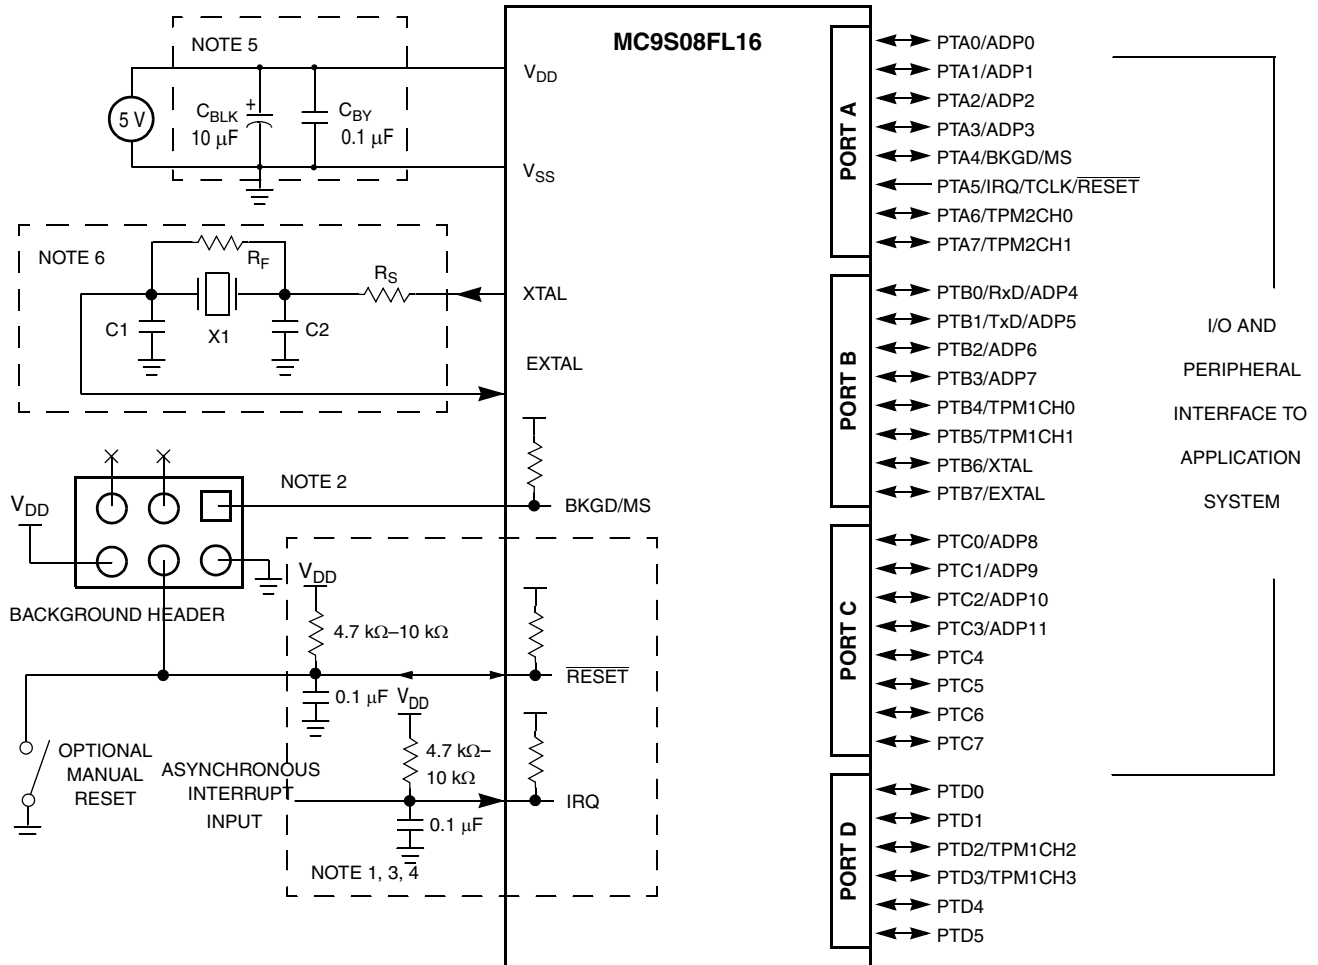 MC9S08FL16
NOTE 5
5 V
CBLK
10 μF
+
CBY
0.1 μF
VDD
VSS
NOTE 6
RF
RS
C1
X1
C2
XTAL
EXTAL
NOTE 2
VDD
BKGD/MS
BACKGROUND HEADER
VDD
4.7 kΩ–10 kΩ
RESET
0.1 μF
VDD
4.7 kΩ–
10 kΩ
OPTIONAL
MANUAL
RESET
ASYNCHRONOUS
INTERRUPT
INPUT
IRQ
0.1 μF
NOTE 1, 3, 4
PORT A
PTA0/ADP0
PTA1/ADP1
PTA2/ADP2
PTA3/ADP3
PTA4/BKGD/MS
PTA5/IRQ/TCLK/RESET
PTA6/TPM2CH0
PTA7/TPM2CH1
PORT B
PTB0/RxD/ADP4
PTB1/TxD/ADP5
PTB2/ADP6
PTB3/ADP7
PTB4/TPM1CH0
PTB5/TPM1CH1
PTB6/XTAL
PTB7/EXTAL
PORT C
PTC0/ADP8
PTC1/ADP9
PTC2/ADP10
PTC3/ADP11
PTC4
PTC5
PTC6
PTC7
PORT D
PTD0
PTD1
PTD2/TPM1CH2
PTD3/TPM1CH3
PTD4
PTD5
I/O AND
PERIPHERAL
INTERFACE TO
APPLICATION
SYSTEM